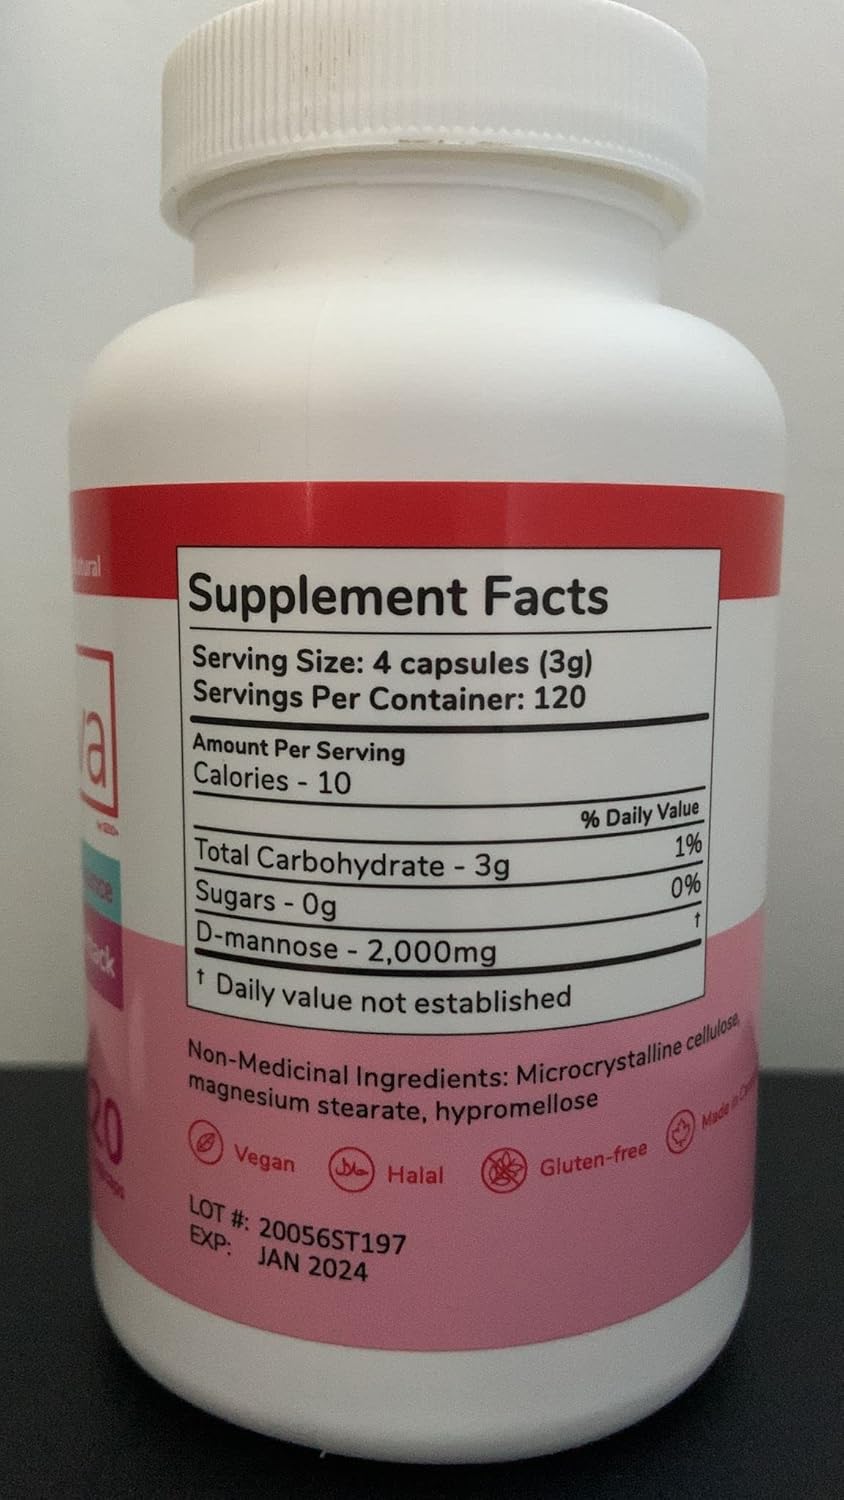 Supplement Facts
Serving Size: 4 capsules (3g)
Servings Per Container: 120
Amount Per Serving
Calories - 10
% Daily Value
Total Carbohydrate - 3g 1%
Sugars - 0g 0%
D-mannose - 2,000mg †
† Daily value not established
Non-Medicinal Ingredients: Microcrystalline cellulose,
magnesium stearate, hypromellose
Vegan Halal Gluten-free Made in
LOT #: 20056ST197
EXP: JAN 2024